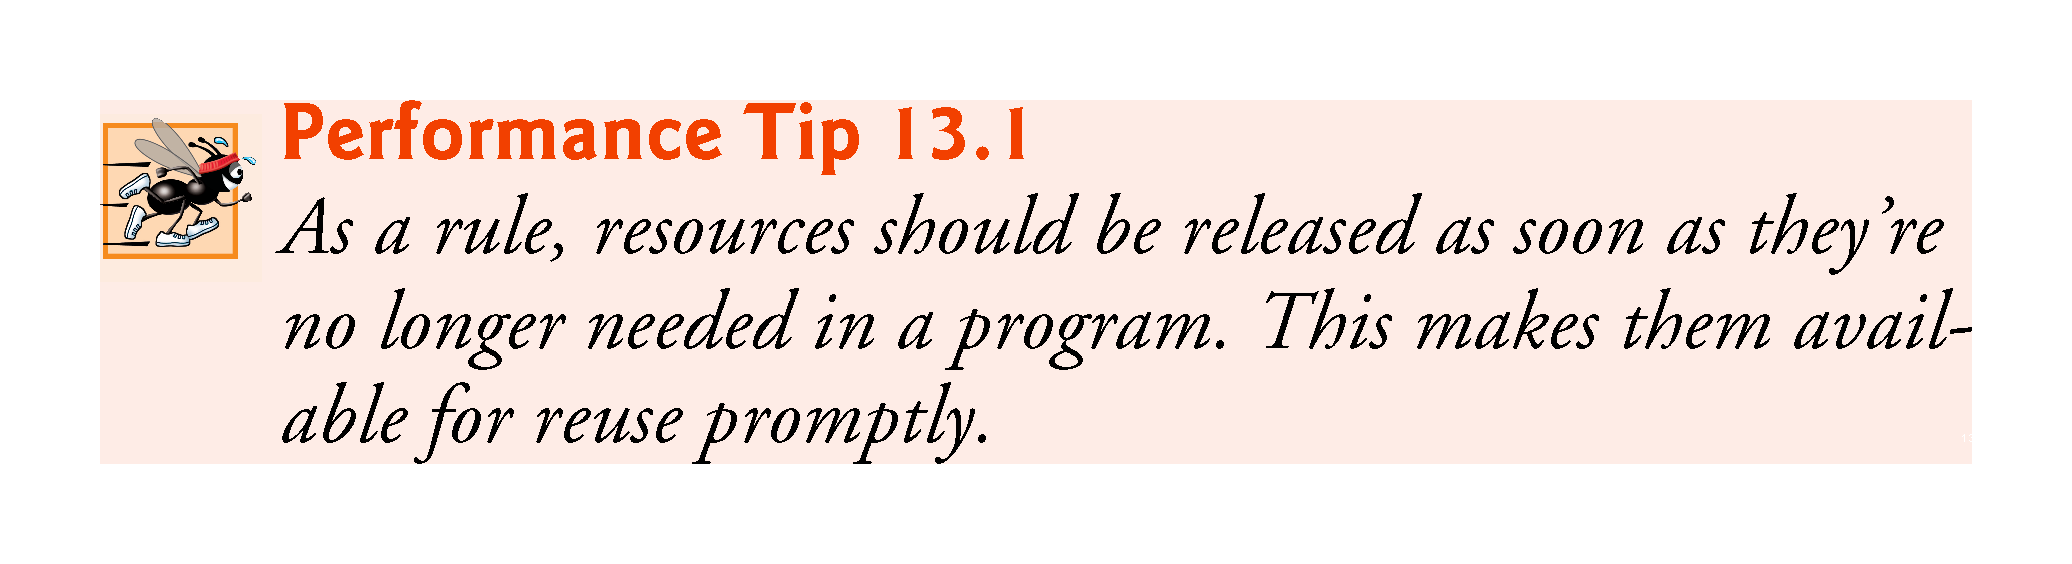 Performance Tip 13.1
As a rule, resources should be released as soon as they’re
no longer needed in a program. This makes them avail-
able for reuse promptly.